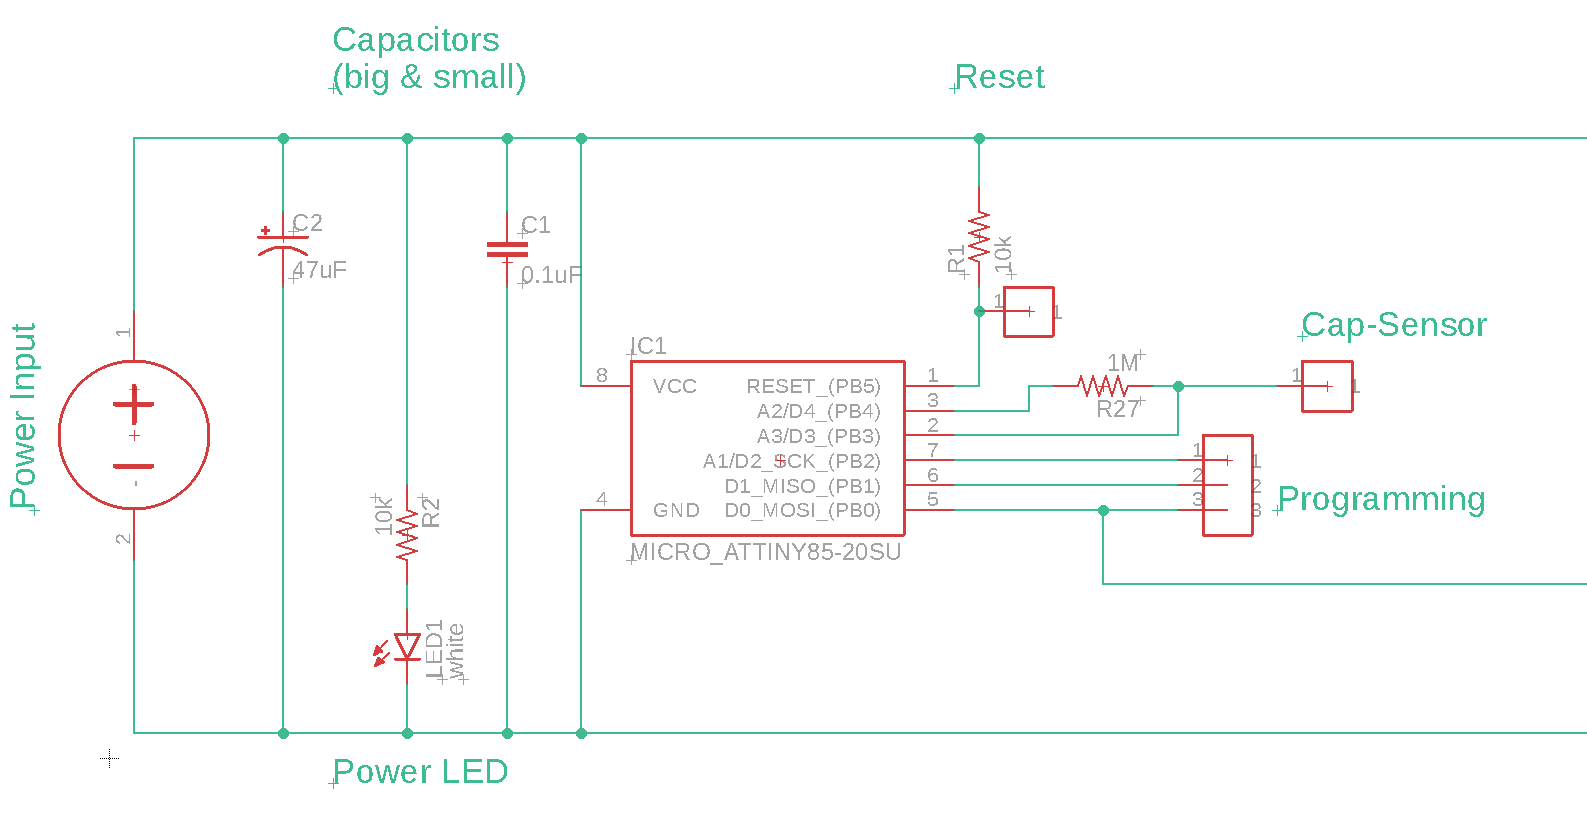 Capacitors
(big & small)
Reset
C2
47uF
C1
0.1uF
R1
10k
1
1
Power Input
1
2
+
-
IC1
8
VCC
4
GND
RESET_(PB5)
1
A2/D4_(PB4)
3
A3/D3_(PB3)
2
A1/D2_SCK_(PB2)
7
D1_MISO_(PB1)
6
D0_MOSI_(PB0)
5
MICRO_ATTINY85-20SU
1M
R27
Cap-Sensor
1
1
1
1
2
2
3
3
Programming
10k
R2
LED1
white
Power LED